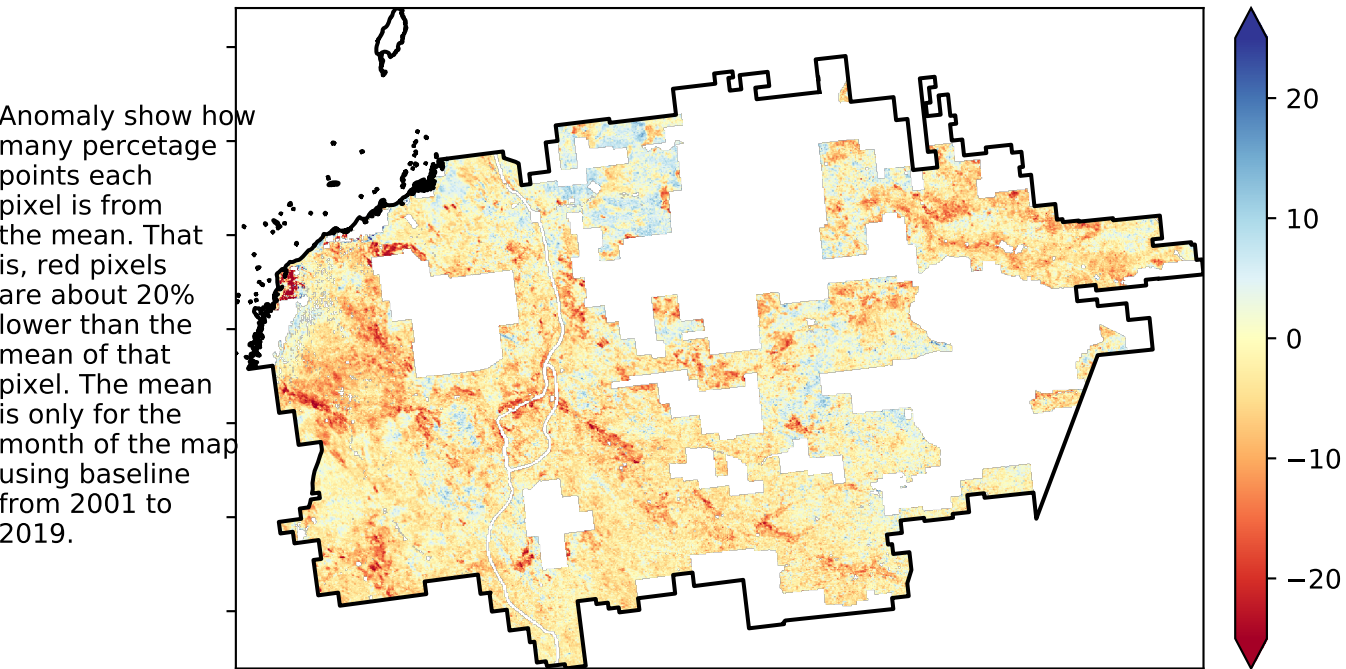 Anomaly show how
many percetage
points each
pixel is from
the mean. That
is, red pixels
are about 20%
lower than the
mean of that
pixel. The mean
is only for the
month of the map
using baseline
from 2001 to
2019.
20
10
0
−10
−20